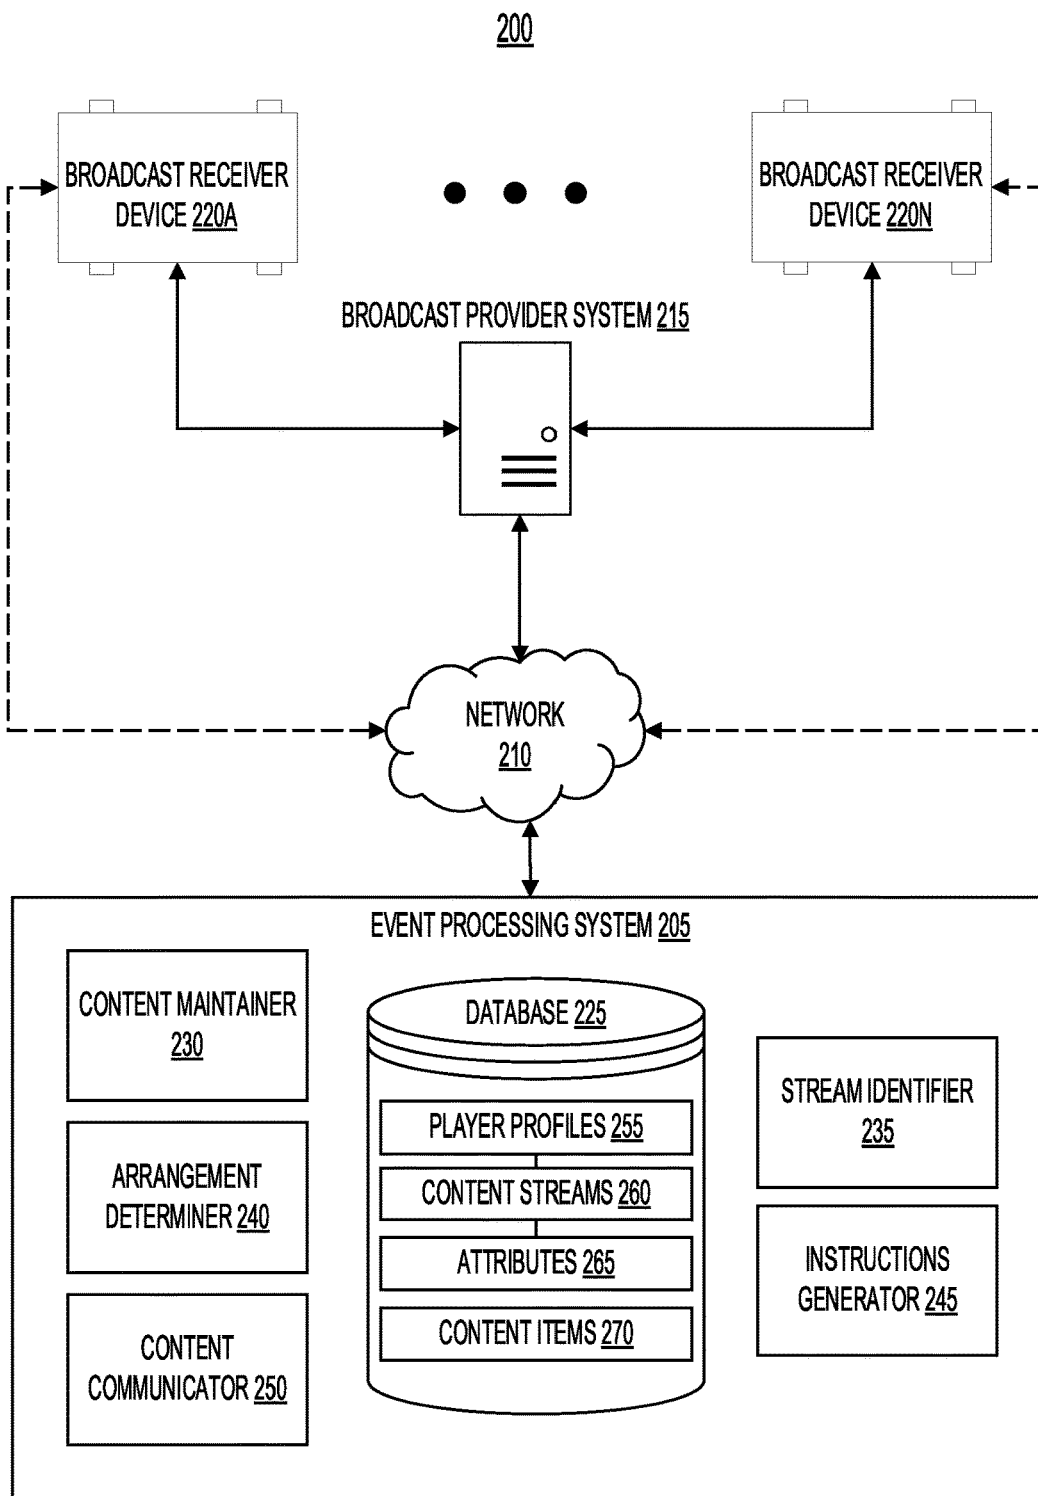 200
BROADCAST RECEIVER
DEVICE 220A
BROADCAST RECEIVER
DEVICE 220N
BROADCAST PROVIDER SYSTEM 215
NETWORK
210
EVENT PROCESSING SYSTEM 205
CONTENT MAINTAINER
230
ARRANGEMENT
DETERMINER 240
CONTENT
COMMUNICATOR 250
DATABASE 225
PLAYER PROFILES 255
CONTENT STREAMS 260
ATTRIBUTES 265
CONTENT ITEMS 270
STREAM IDENTIFIER
235
INSTRUCTIONS
GENERATOR 245